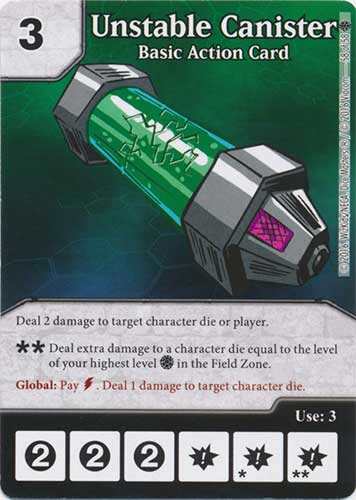 3
Unstable Canister
Basic Action Card
Deal 2 damage to target character die or player.
** Deal extra damage to a character die equal to the level
of your highest level in the Field Zone.
Global: Pay . Deal 1 damage to target character die.
Use: 3
2 2 2 ! ! !
* **